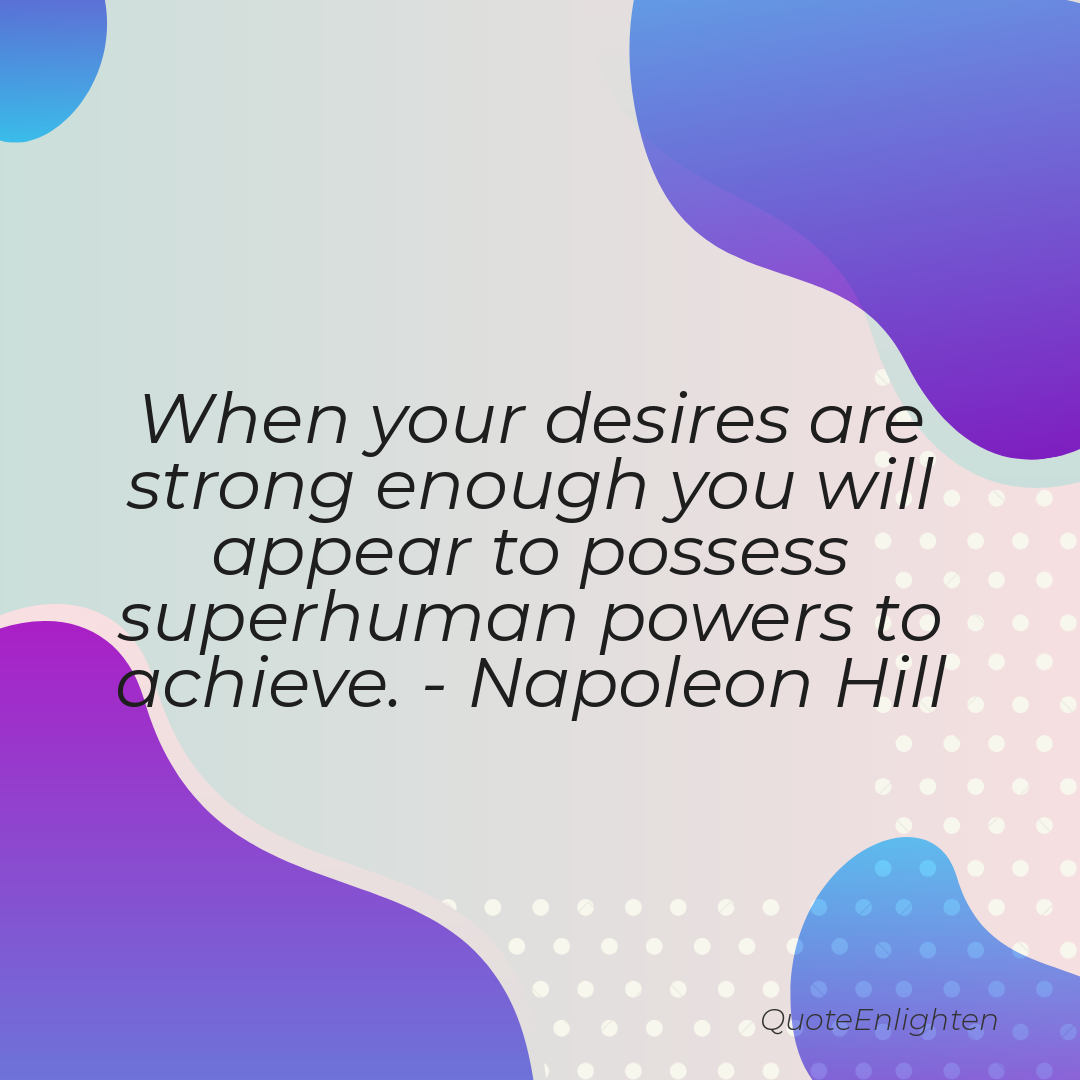 When your desires are
strong enough you will
appear to possess
superhuman powers to
achieve. - Napoleon Hill
QuoteEnlighten